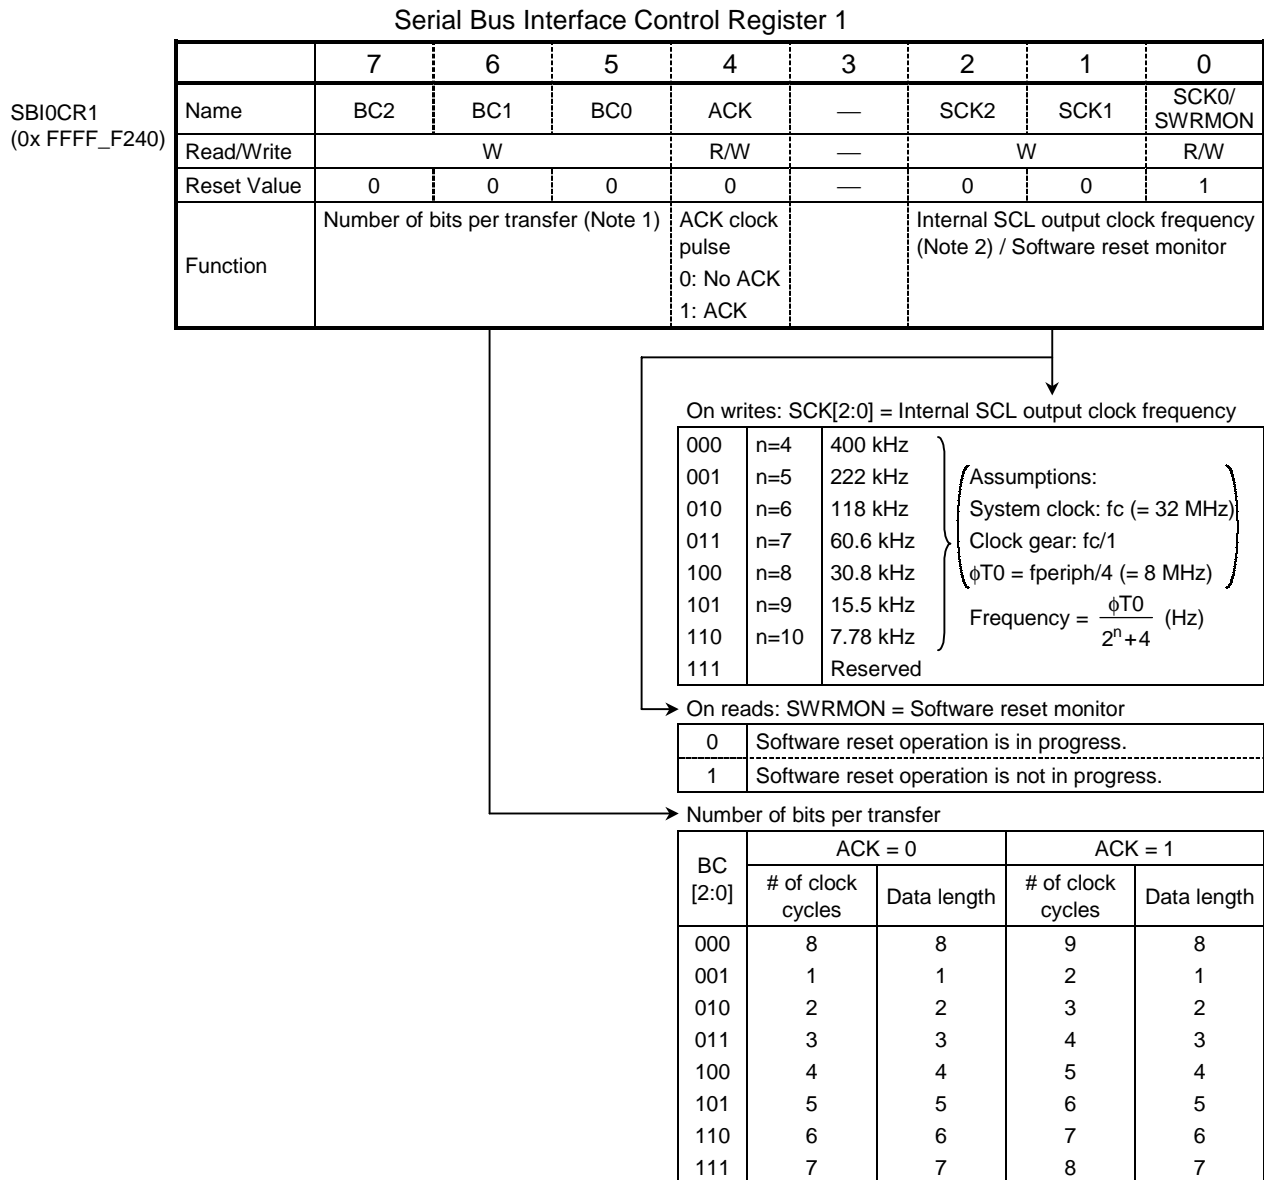 Serial Bus Interface Control Register 1
7 6 5 4 3 2 1 0
SBI0CR1
(0x FFFF_F240)
Name BC2 BC1 BC0 ACK — SCK2 SCK1 SCK0/
SWRMON
Read/Write W R/W — W R/W
Reset Value 0 0 0 0 — 0 0 1
Function
Number of bits per transfer (Note 1)
ACK clock
pulse
0: No ACK
1: ACK
Internal SCL output clock frequency
(Note 2) / Software reset monitor
On writes: SCK[2:0] = Internal SCL output clock frequency
000 n=4 400 kHz
001 n=5 222 kHz
010 n=6 118 kHz
011 n=7 60.6 kHz
100 n=8 30.8 kHz
101 n=9 15.5 kHz
110 n=10 7.78 kHz
111 Reserved
Assumptions:
System clock: fc (= 32 MHz)
Clock gear: fc/1
ϕT0 = fperiph/4 (= 8 MHz)
Frequency = ϕT0 / 2ⁿ+4 (Hz)
On reads: SWRMON = Software reset monitor
0 Software reset operation is in progress.
1 Software reset operation is not in progress.
Number of bits per transfer
BC
[2:0]
ACK = 0 ACK = 1
# of clock
cycles
Data length
# of clock
cycles
Data length
000 8 8 9 8
001 1 1 2 1
010 2 2 3 2
011 3 3 4 3
100 4 4 5 4
101 5 5 6 5
110 6 6 7 6
111 7 7 8 7